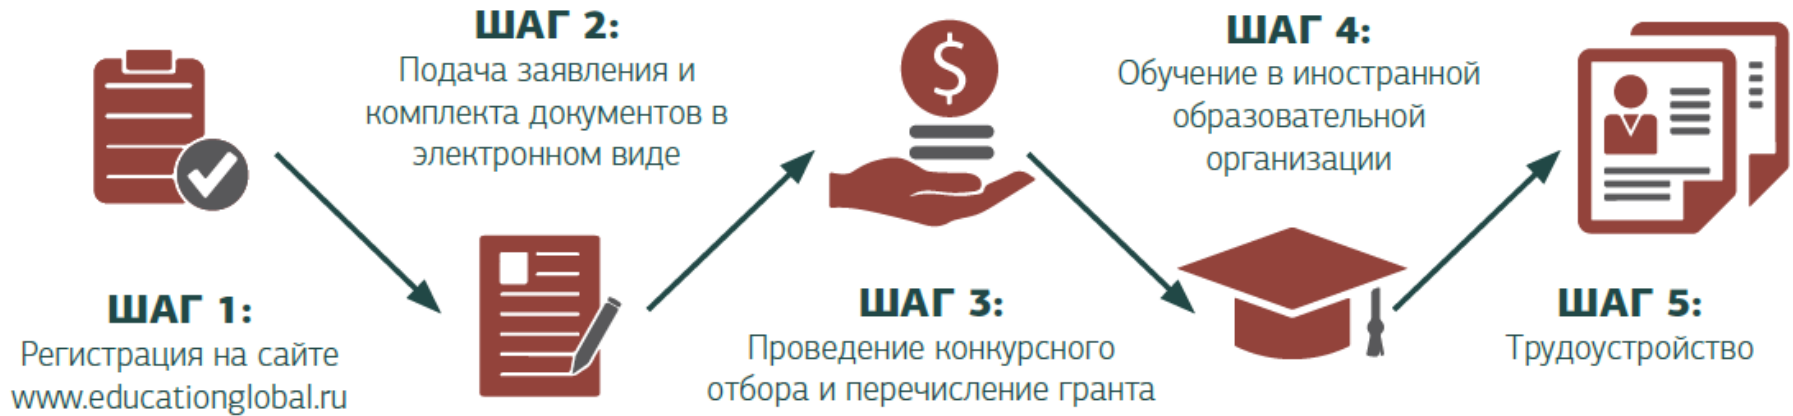 ШАГ 1:
Регистрация на сайте
www.educationglobal.ru
ШАГ 2:
Подача заявления и
комплекта документов в
электронном виде
$
ШАГ 3:
Проведение конкурсного
отбора и перечисление гранта
ШАГ 4:
Обучение в иностранной
образовательной
организации
ШАГ 5:
Трудоустройство